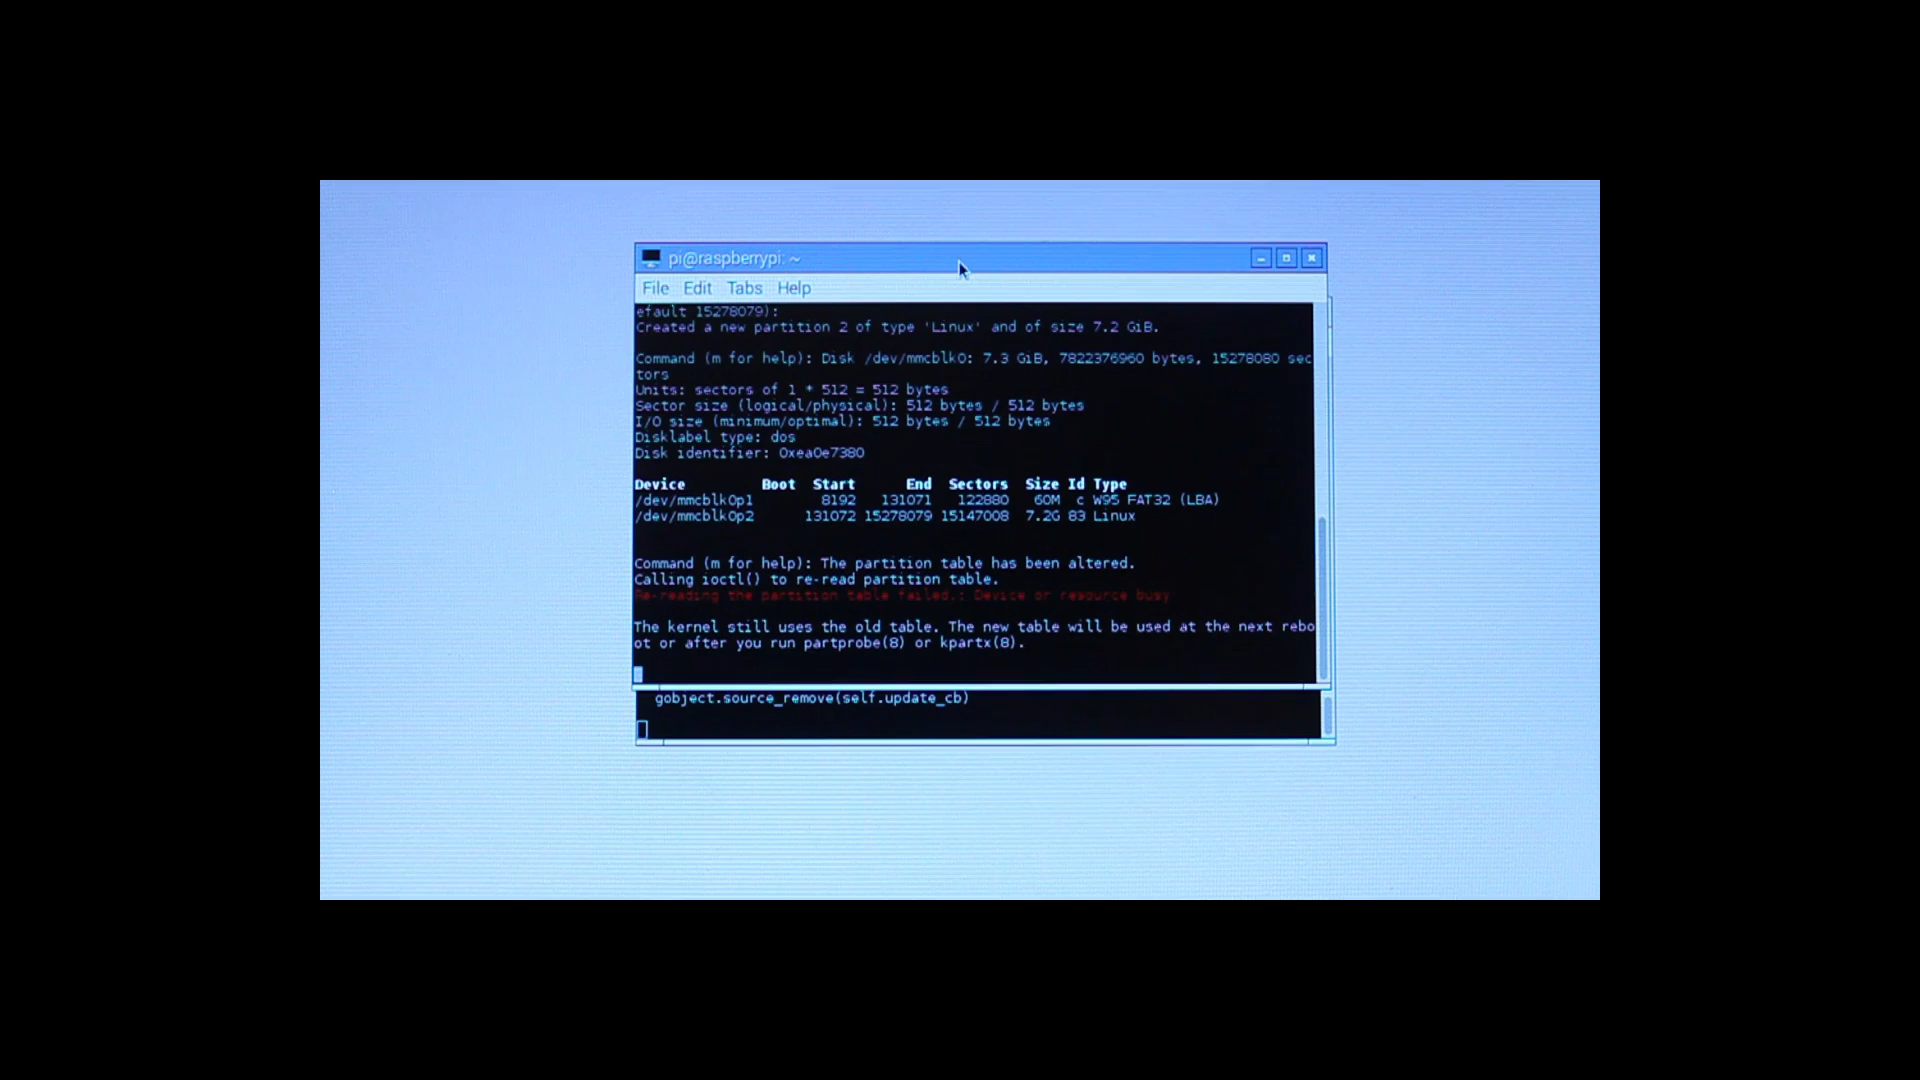 pi@raspberrypi: ~
File Edit Tabs Help
efault 15278079):
Created a new partition 2 of type 'Linux' and of size 7.2 GiB.
Command (m for help): Disk /dev/mmcblk0: 7.3 GiB, 7822376960 bytes, 15278080 sec
tors
Units: sectors of 1 * 512 = 512 bytes
Sector size (logical/physical): 512 bytes / 512 bytes
I/O size (minimum/optimal): 512 bytes / 512 bytes
Disklabel type: dos
Disk identifier: 0xea0e7380
Device Boot Start End Sectors Size Id Type
/dev/mmcblk0p1 8192 131071 122880 60M c W95 FAT32 (LBA)
/dev/mmcblk0p2 131072 15278079 15147008 7.2G 83 Linux
Command (m for help): The partition table has been altered.
Calling ioctl() to re-read partition table.
Re-reading the partition table failed.: Device or resource busy
The kernel still uses the old table. The new table will be used at the next rebo
ot or after you run partprobe(8) or kpartx(8).
gobject.source_remove(self.update_cb)